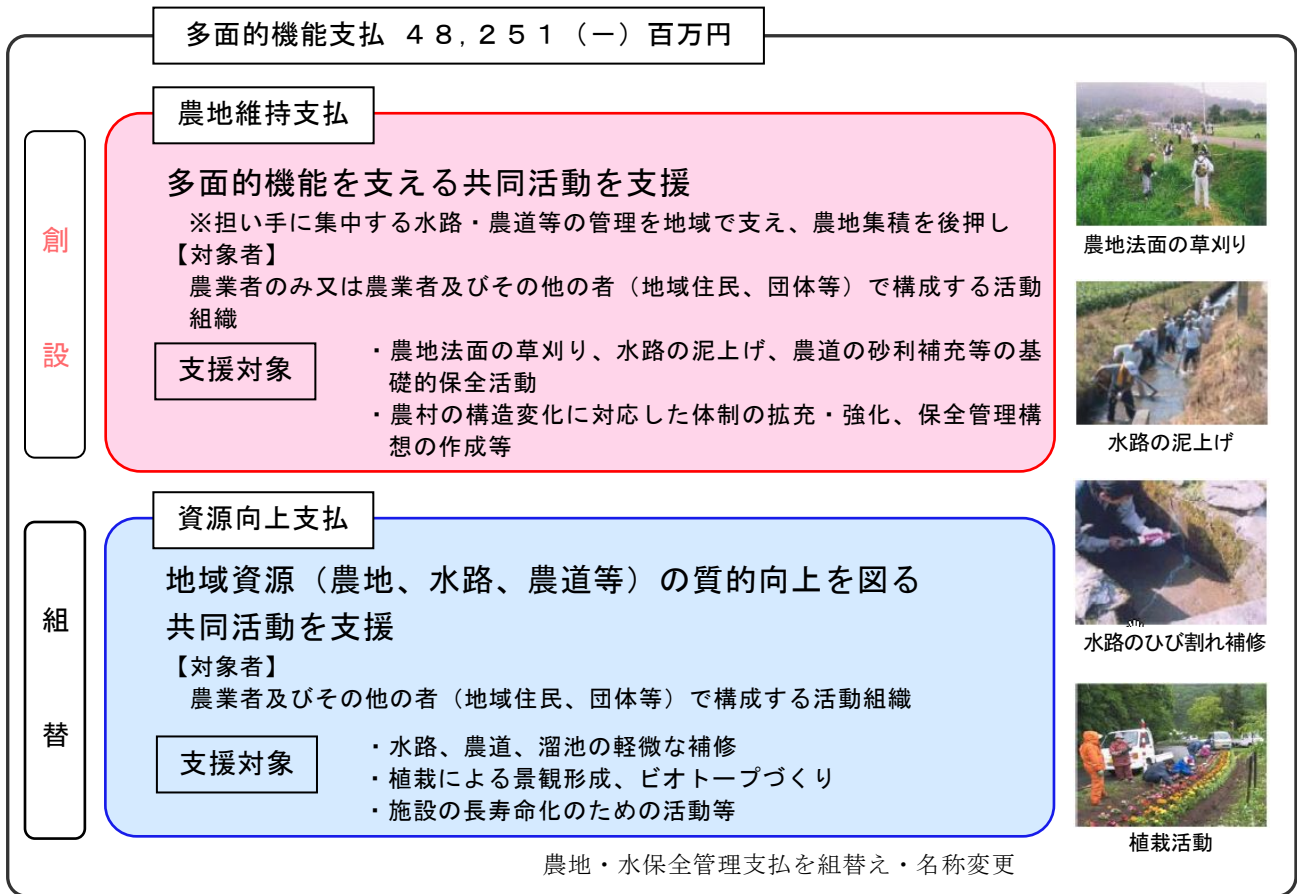 多面的機能支払 ４８,２５１（－）百万円
創設
農地維持支払
多面的機能を支える共同活動を支援
※担い手に集中する水路・農道等の管理を地域で支え、農地集積を後押し
【対象者】
農業者のみ又は農業者及びその他の者（地域住民、団体等）で構成する活動
組織
支援対象
・農地法面の草刈り、水路の泥上げ、農道の砂利補充等の基
礎的保全活動
・農村の構造変化に対応した体制の拡充・強化、保全管理構
想の作成等
農地法面の草刈り
水路の泥上げ
組替
資源向上支払
地域資源（農地、水路、農道等）の質的向上を図る
共同活動を支援
【対象者】
農業者及びその他の者（地域住民、団体等）で構成する活動組織
支援対象
・水路、農道、溜池の軽微な補修
・植栽による景観形成、ビオトープづくり
・施設の長寿命化のための活動等
水路のひび割れ補修
植栽活動
農地・水保全管理支払を組替え・名称変更